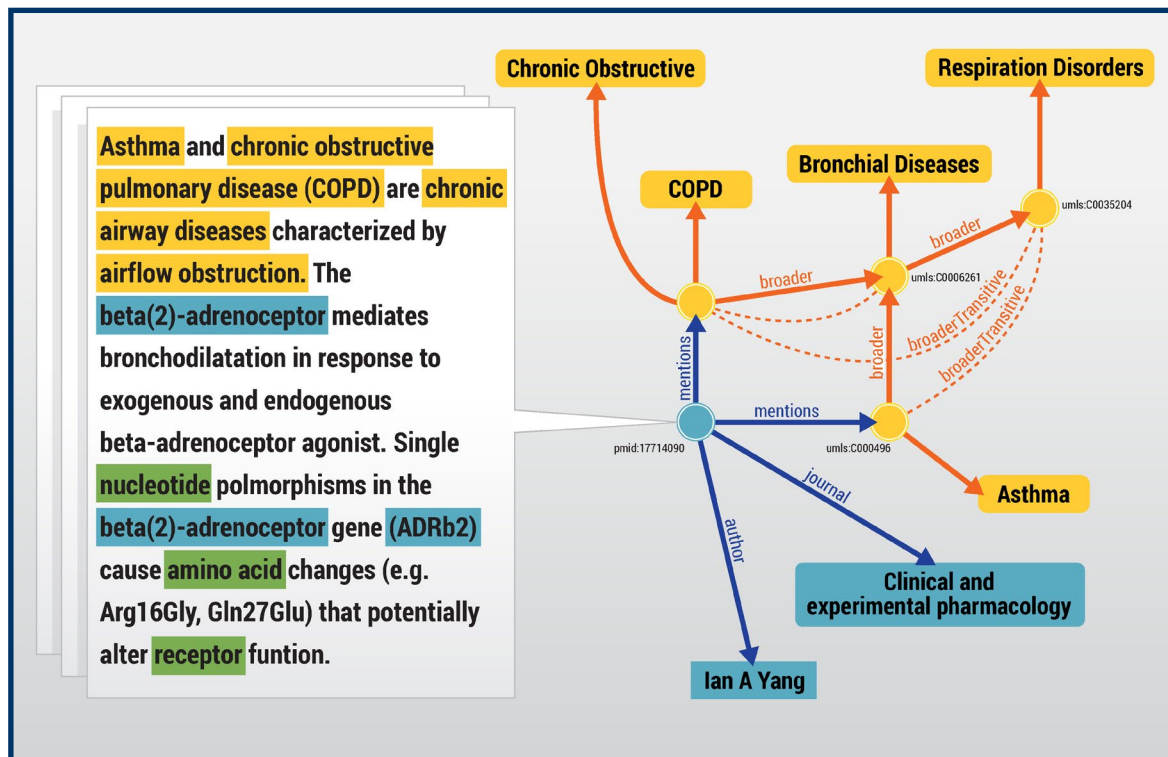 Asthma and chronic obstructive
pulmonary disease (COPD) are chronic
airway diseases characterized by
airflow obstruction. The
beta(2)-adrenoceptor mediates
bronchodilatation in response to
exogenous and endogenous
beta-adrenoceptor agonist. Single
nucleotide polmorphisms in the
beta(2)-adrenoceptor gene (ADRb2)
cause amino acid changes (e.g.
Arg16Gly, Gln27Glu) that potentially
alter receptor funtion.
Chronic Obstructive
Respiration Disorders
Bronchial Diseases
COPD
umls:C0035204
broader
broader
umls:C0006261
broaderTransitive
broaderTransitive
broader
mentions
mentions
pmid:17714090
umls:C000496
journal
Asthma
author
Clinical and
experimental pharmacology
Ian A Yang